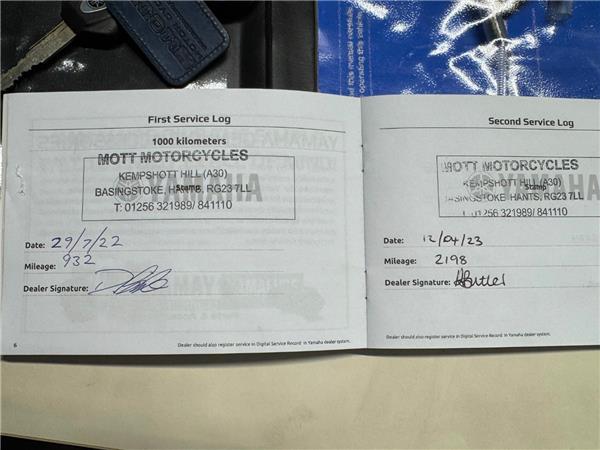 First Service Log
1000 kilometers
MOTT MOTORCYCLES
KEMPSHOTT HILL (A30)
BASINGSTOKE, HANTS, RG23 7LL
Stamp
T: 01256 321989/ 841110
Date: 29/7/22
Mileage: 932
Dealer Signature:
6
Dealer should also register service in Digital Service Record in Yamaha dealer system.
Second Service Log
MOTT MOTORCYCLES
KEMPSHOTT HILL (A30)
BASINGSTOKE, HANTS, RG23 7LL
Stamp
T: 01256 321989/ 841110
Date: 12/04/23
Mileage: 2198
Dealer Signature: HButler
Dealer should also register service in Digital Service Record in Yamaha dealer system.